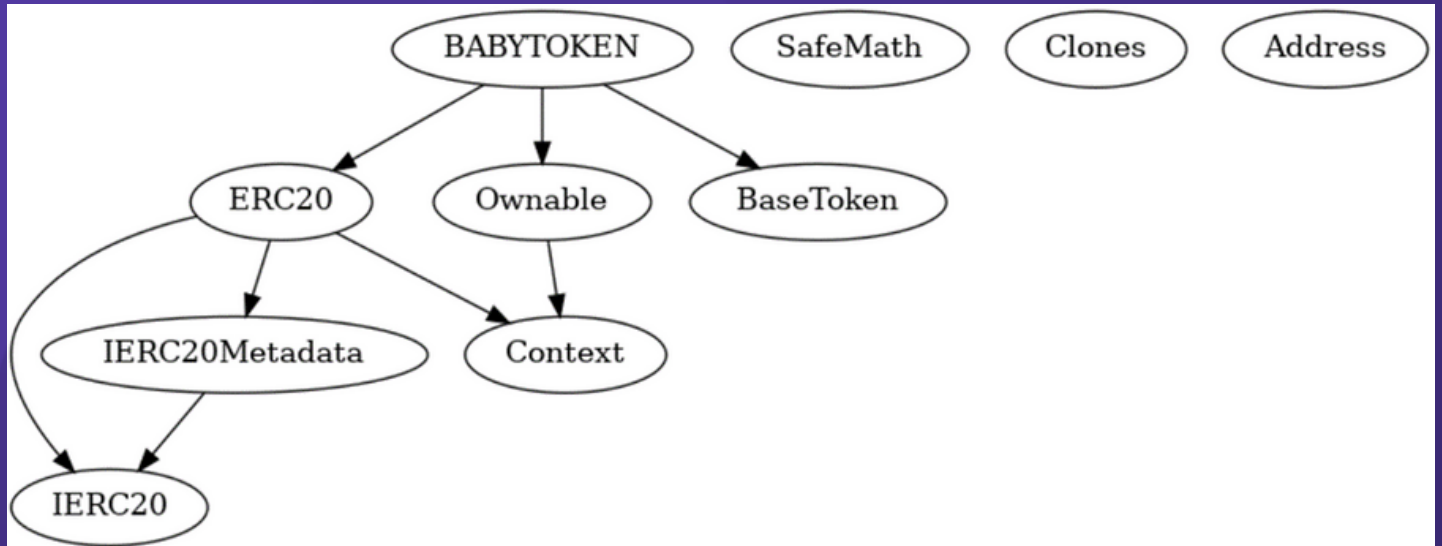 BABYTOKEN
SafeMath
Clones
Address
ERC20
Ownable
BaseToken
IERC20Metadata
Context
IERC20